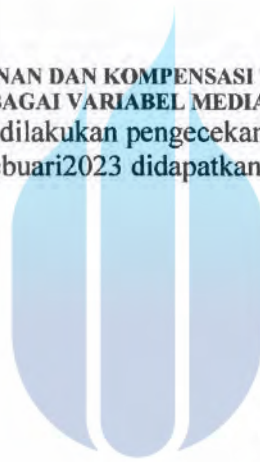 NAN DAN KOMPENSASI
BAGAI VARIABEL MEDIA
dilakukan pengecekan
ebuari2023 didapatkan